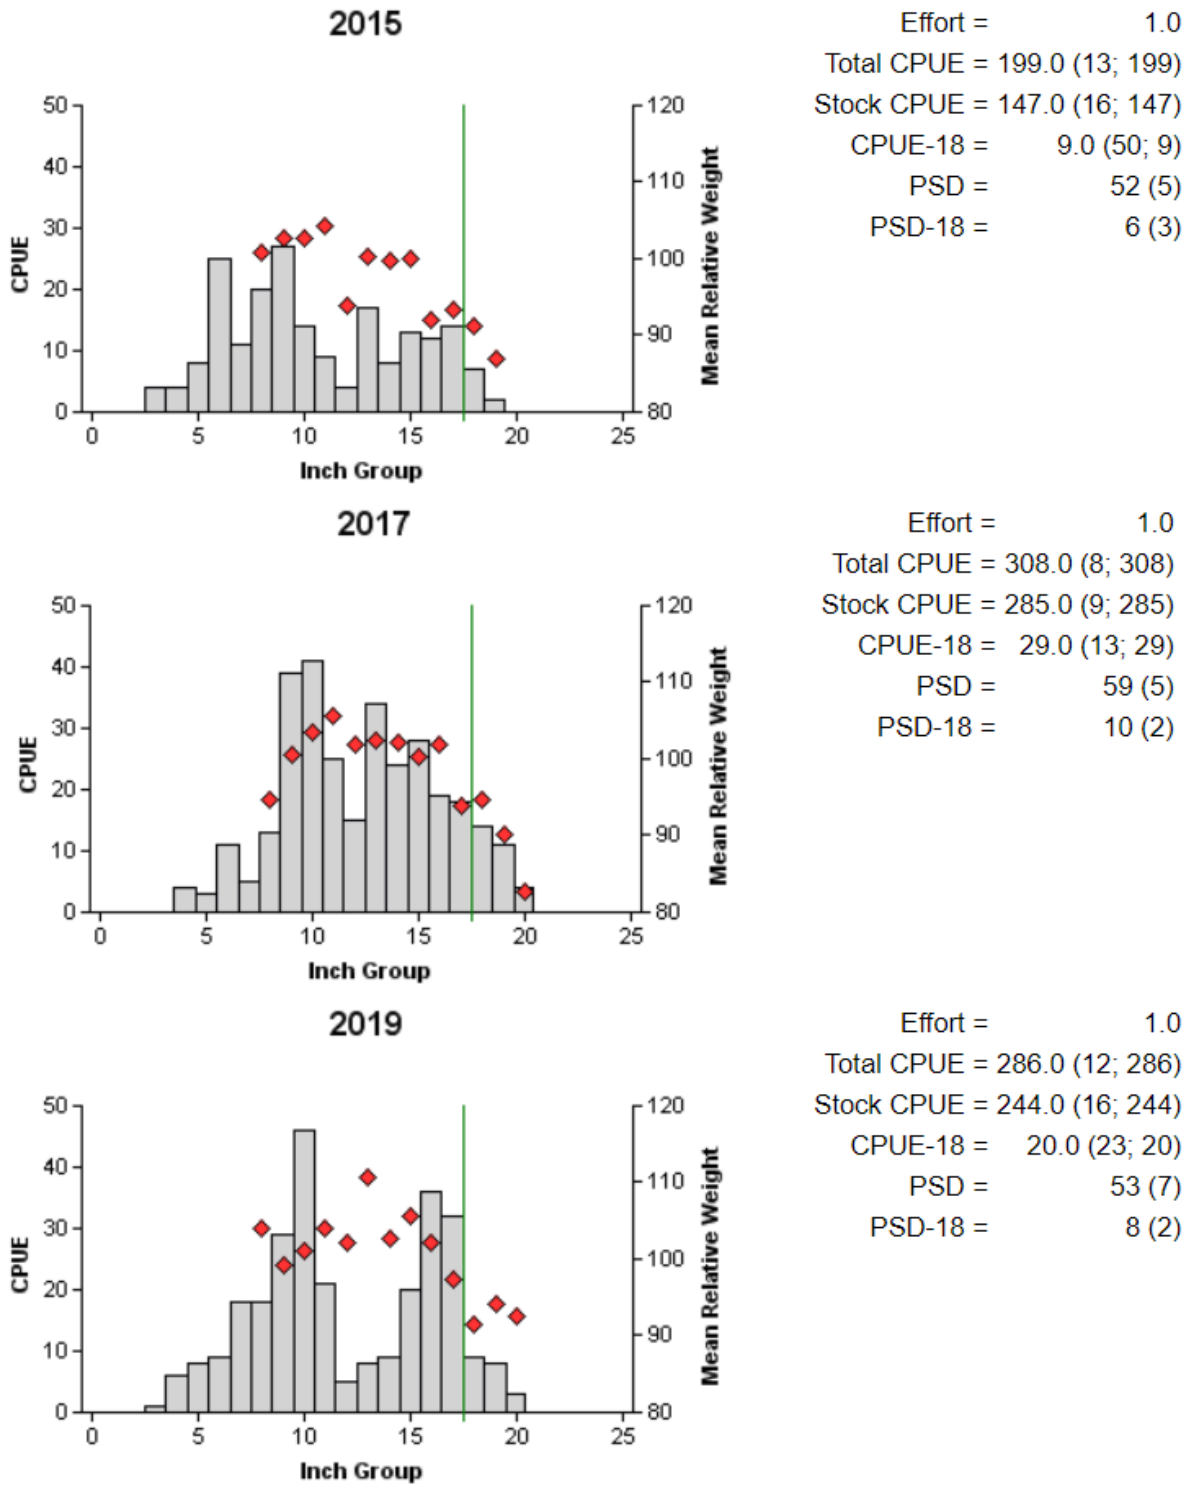 2015
Effort = 1.0
Total CPUE = 199.0 (13; 199)
Stock CPUE = 147.0 (16; 147)
CPUE-18 = 9.0 (50; 9)
PSD = 52 (5)
PSD-18 = 6 (3)
50
40
30
20
10
0
CPUE
120
110
100
90
80
Mean Relative Weight
0 5 10 15 20 25
Inch Group
2017
Effort = 1.0
Total CPUE = 308.0 (8; 308)
Stock CPUE = 285.0 (9; 285)
CPUE-18 = 29.0 (13; 29)
PSD = 59 (5)
PSD-18 = 10 (2)
50
40
30
20
10
0
CPUE
120
110
100
90
80
Mean Relative Weight
0 5 10 15 20 25
Inch Group
2019
Effort = 1.0
Total CPUE = 286.0 (12; 286)
Stock CPUE = 244.0 (16; 244)
CPUE-18 = 20.0 (23; 20)
PSD = 53 (7)
PSD-18 = 8 (2)
50
40
30
20
10
0
CPUE
120
110
100
90
80
Mean Relative Weight
0 5 10 15 20 25
Inch Group